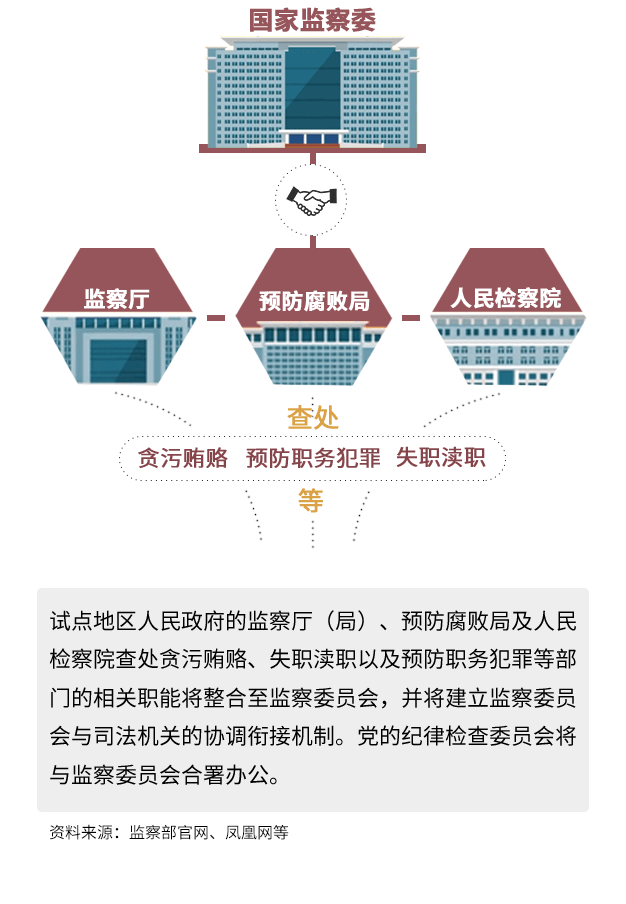 国家监察委
监察厅
预防腐败局
人民检察院
查处
贪污贿赂 预防职务犯罪 失职渎职
等
试点地区人民政府的监察厅（局）、预防腐败局及人民
检察院查处贪污贿赂、失职渎职以及预防职务犯罪等部
门的相关职能将整合至监察委员会，并将建立监察委员
会与司法机关的协调衔接机制。党的纪律检查委员会将
与监察委员会合署办公。
资料来源：监察部官网、凤凰网等